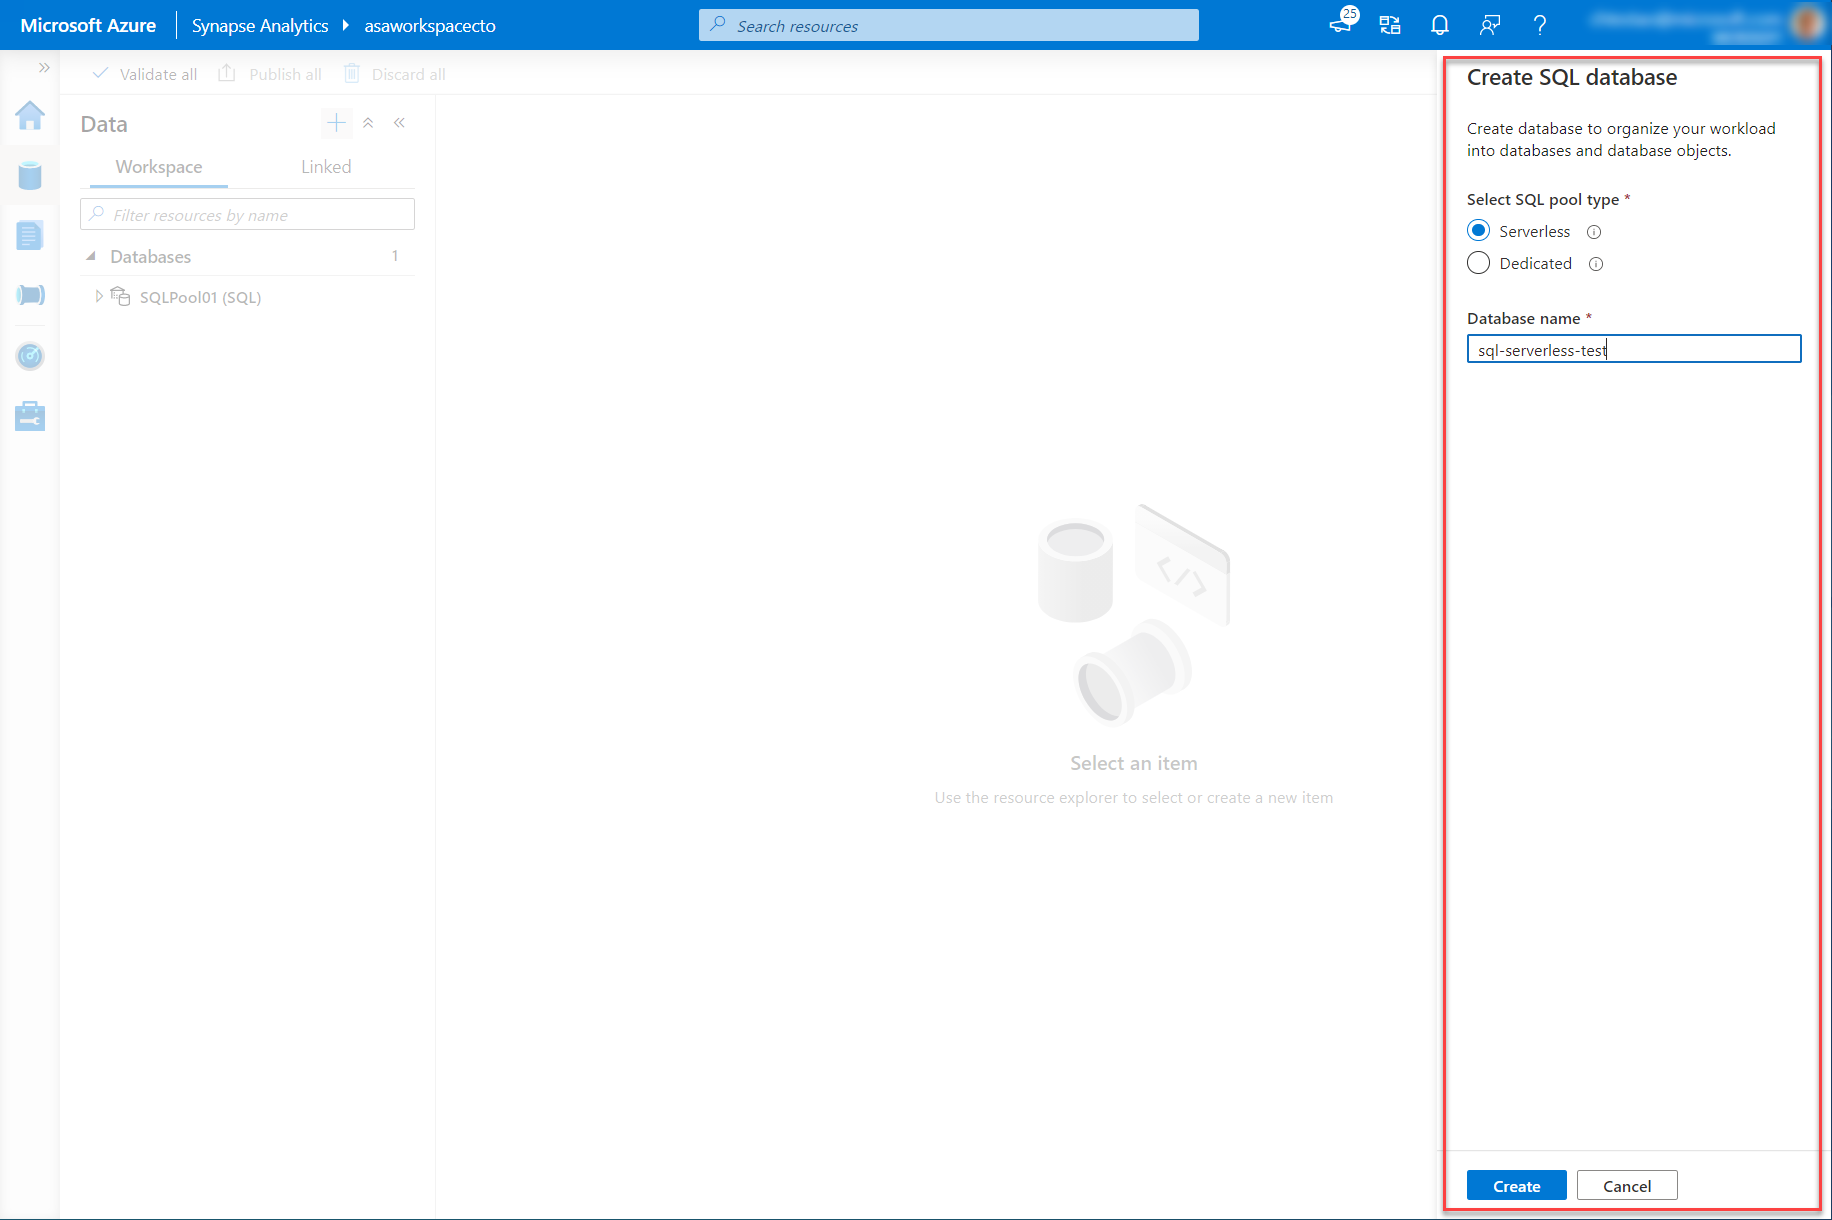 Microsoft Azure
Synapse Analytics
asaworkspacecto
Search resources
25
Validate all
Publish all
Discard all
Data
Workspace
Linked
Filter resources by name
Databases
1
SQLPool01 (SQL)
Select an item
Use the resource explorer to select or create a new item
Create SQL database
Create database to organize your workload
into databases and database objects.
Select SQL pool type *
Serverless
Dedicated
Database name *
sql-serverless-test
Create
Cancel